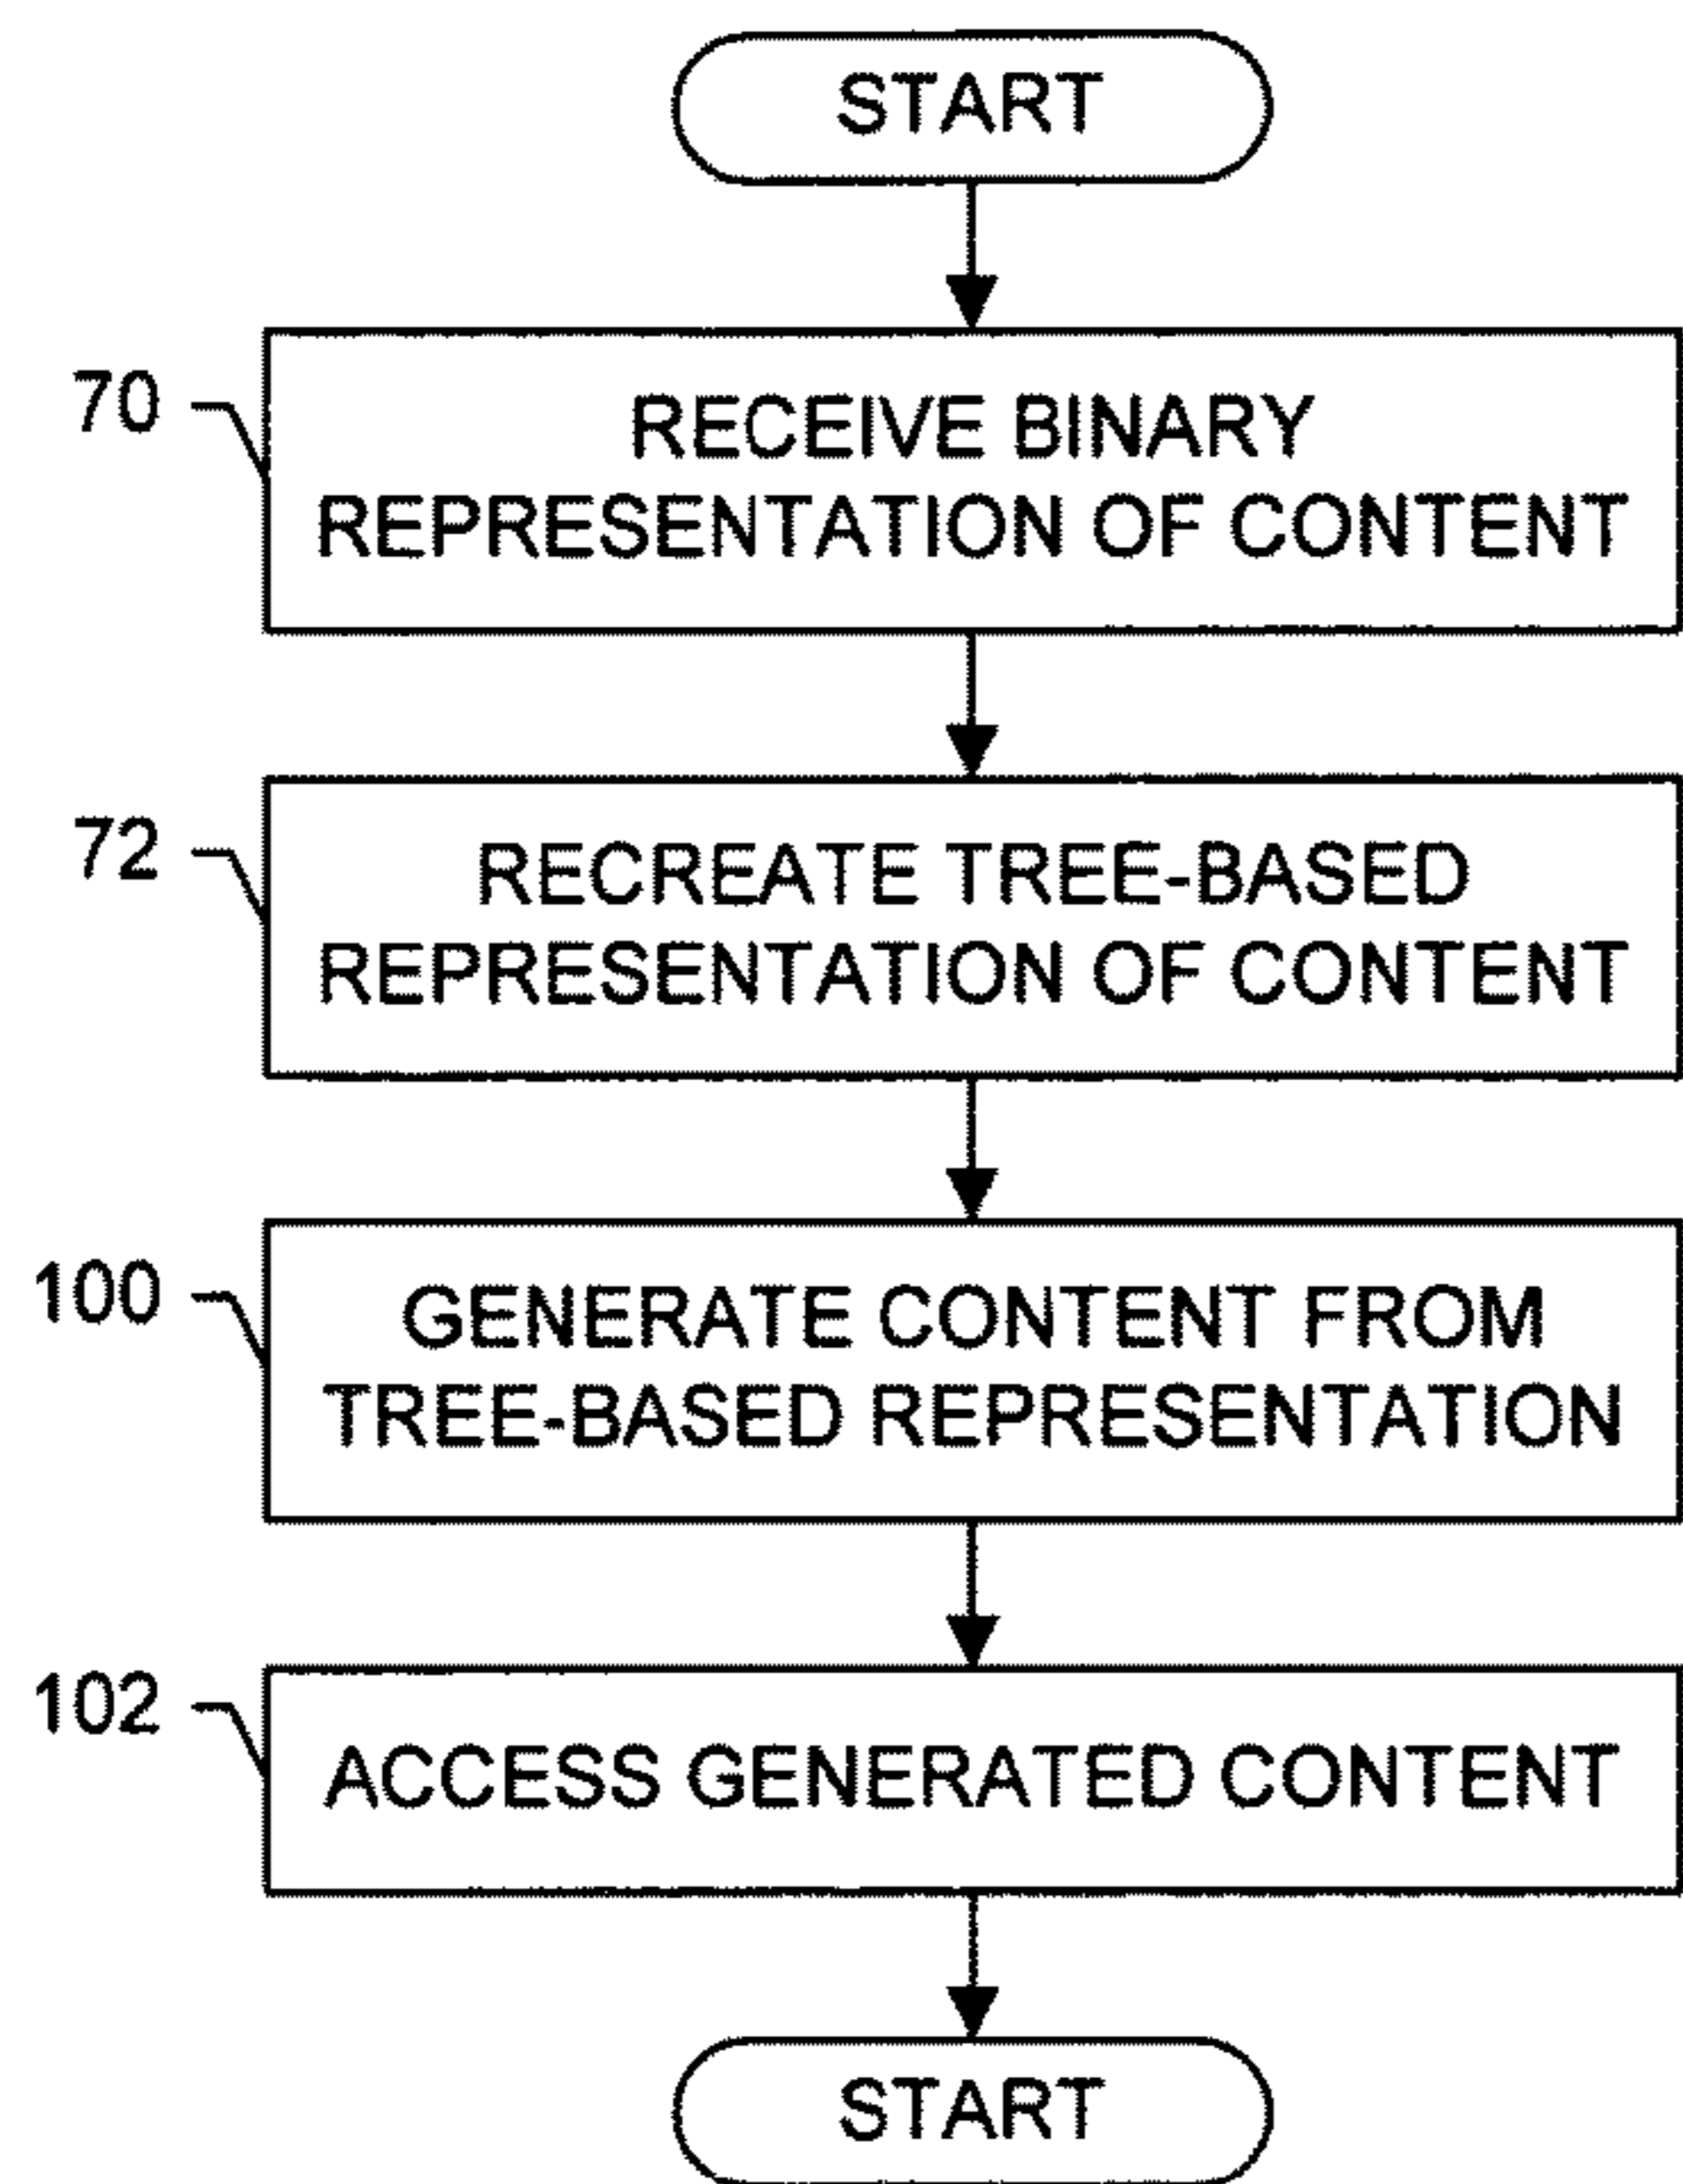 START
70
RECEIVE BINARY
REPRESENTATION OF CONTENT
72
RECREATE TREE-BASED
REPRESENTATION OF CONTENT
100
GENERATE CONTENT FROM
TREE-BASED REPRESENTATION
102
ACCESS GENERATED CONTENT
START